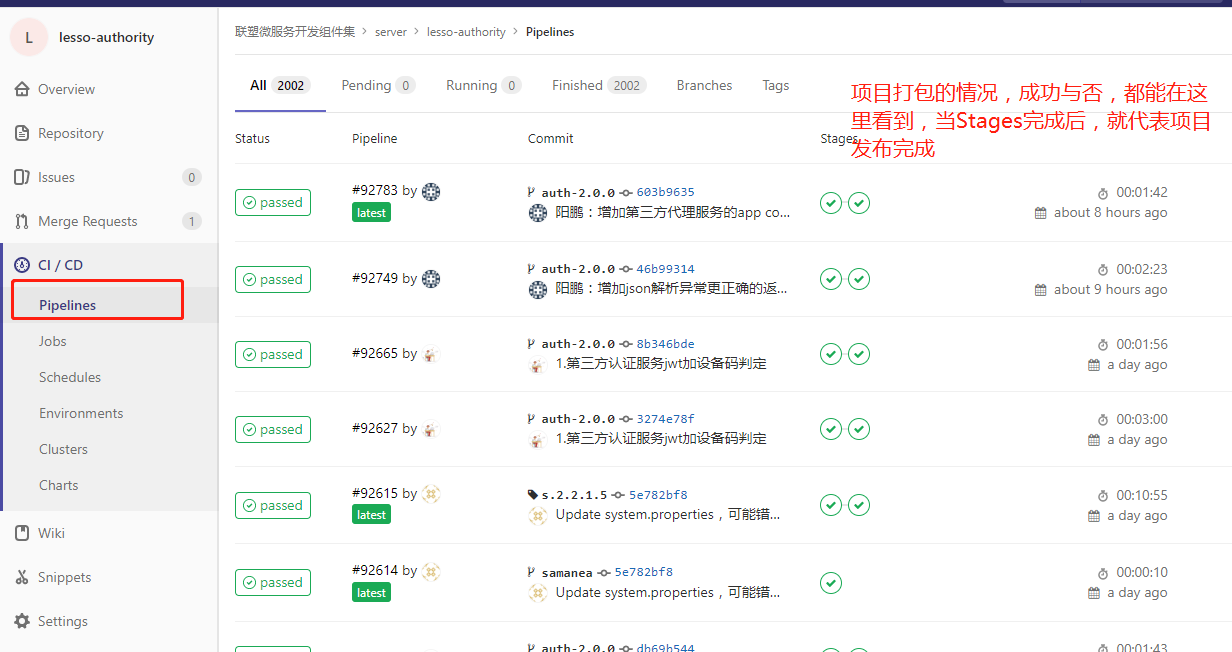 L lesso-authority
联塑微服务开发组件集 > server > lesso-authority > Pipelines
All 2002 Pending 0 Running 0 Finished 2002 Branches Tags
项目打包的情况，成功与否，都能在这
里看到，当Stages完成后，就代表项目
发布完成
Overview
Repository
Issues 0
Merge Requests 1
CI / CD
Pipelines
Jobs
Schedules
Environments
Clusters
Charts
Wiki
Snippets
Settings
Status Pipeline Commit Stages
passed #92783 by latest
auth-2.0.0 603b9635
阳鹏：增加第三方代理服务的app co...
00:01:42
about 8 hours ago
passed #92749 by
auth-2.0.0 46b99314
阳鹏：增加json解析异常更正确的返...
00:02:23
about 9 hours ago
passed #92665 by
auth-2.0.0 8b346bde
1.第三方认证服务jwt加设备码判定
00:01:56
a day ago
passed #92627 by
auth-2.0.0 3274e78f
1.第三方认证服务jwt加设备码判定
00:03:00
a day ago
passed #92615 by latest
s.2.2.1.5 5e782bf8
Update system.properties，可能错...
00:10:55
a day ago
passed #92614 by latest
samanea 5e782bf8
Update system.properties，可能错...
00:00:10
a day ago
auth-2.0.0 db69b544
00:01:43